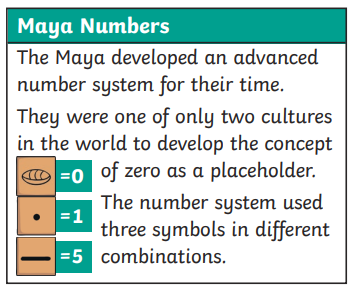 Maya Numbers
The Maya developed an advanced
number system for their time.
They were one of only two cultures
in the world to develop the concept
=0 of zero as a placeholder.
=1 The number system used
three symbols in different
=5 combinations.